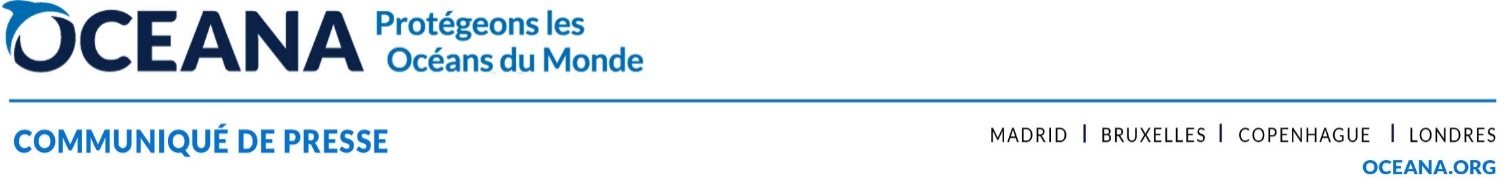 OCEANA Protégeons les
Océans du Monde
COMMUNIQUÉ DE PRESSE
MADRID | BRUXELLES | COPENHAGUE | LONDRES
OCEANA.ORG